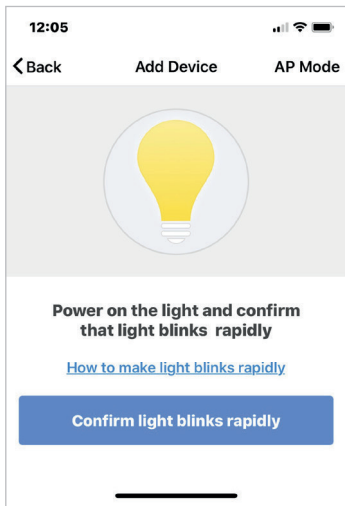 12:05
Back Add Device AP Mode
Power on the light and confirm
that light blinks rapidly
How to make light blinks rapidly
Confirm light blinks rapidly